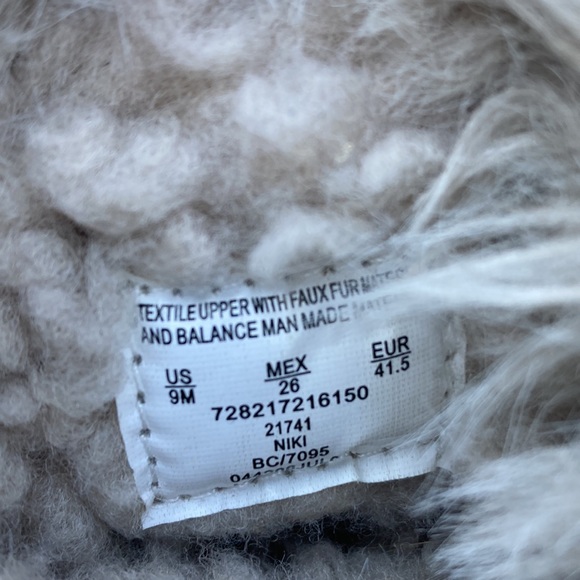 TEXTILE UPPER WITH FAUX FUR
AND BALANCE MAN MADE
US MEX EUR
9M 26 41.5
728217216150
21741
NIKI
BC/7095